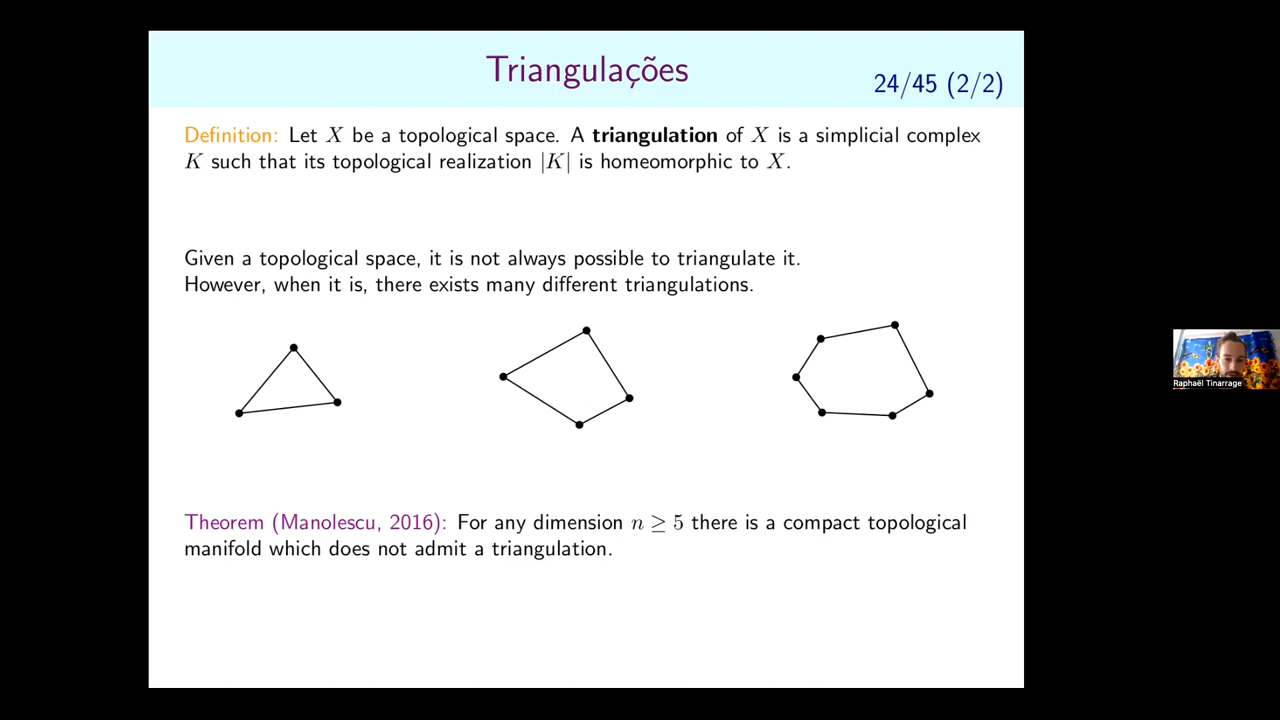 Triangulações
24/45 (2/2)
Definition: Let X be a topological space. A triangulation of X is a simplicial complex
K such that its topological realization |K| is homeomorphic to X.
Given a topological space, it is not always possible to triangulate it.
However, when it is, there exists many different triangulations.
Raphaël Tinarrage
Theorem (Manolescu, 2016): For any dimension n ≥ 5 there is a compact topological
manifold which does not admit a triangulation.